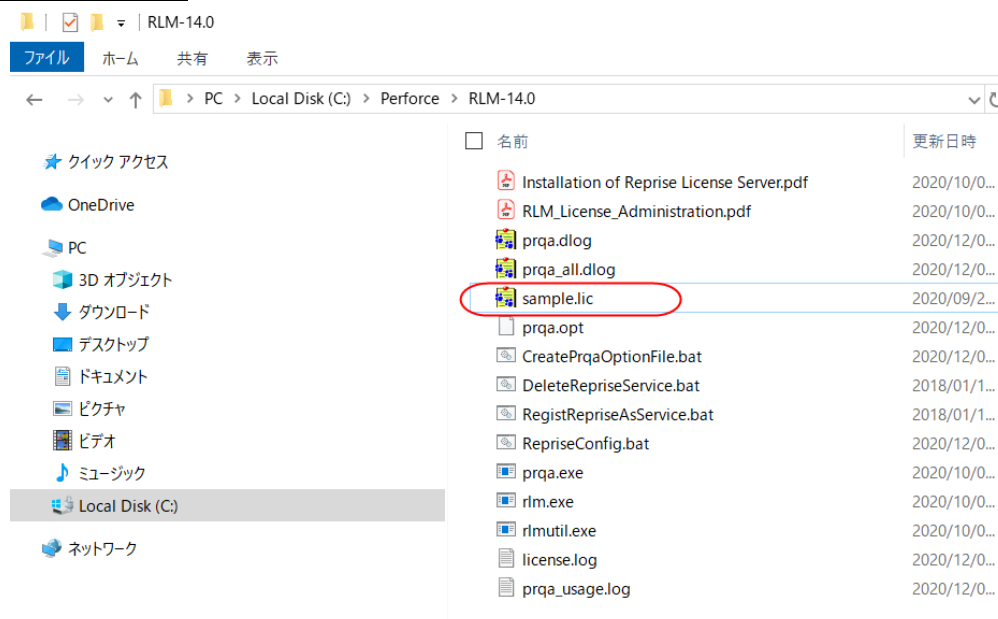 RLM-14.0
ファイル ホーム 共有 表示
PC > Local Disk (C:) > Perforce > RLM-14.0
名前 更新日時
クイック アクセス
OneDrive
PC
3D オブジェクト
ダウンロード
デスクトップ
ドキュメント
ピクチャ
ビデオ
ミュージック
Local Disk (C:)
ネットワーク
Installation of Reprise License Server.pdf 2020/10/0...
RLM_License_Administration.pdf 2020/10/0...
prqa.dlog 2020/12/0...
prqa_all.dlog 2020/12/0...
sample.lic 2020/09/2...
prqa.opt 2020/12/0...
CreatePrqaOptionFile.bat 2020/12/0...
DeleteRepriseService.bat 2018/01/1...
RegistRepriseAsService.bat 2018/01/1...
RepriseConfig.bat 2020/12/0...
prqa.exe 2020/10/0...
rlm.exe 2020/10/0...
rlmutil.exe 2020/10/0...
license.log 2020/12/0...
prqa_usage.log 2020/12/0...